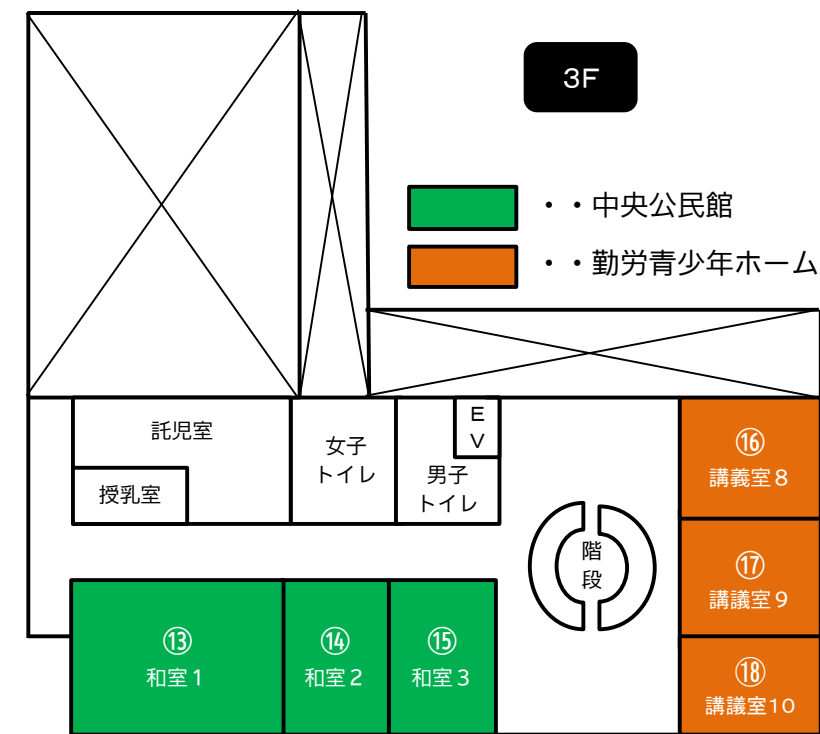 3F
・・中央公民館
・・勤労青少年ホーム
託児室
授乳室
女子
トイレ
E
V
男子
トイレ
階
段
⑯
講義室8
⑰
講議室9
⑱
講議室10
⑬
和室1
⑭
和室2
⑮
和室3